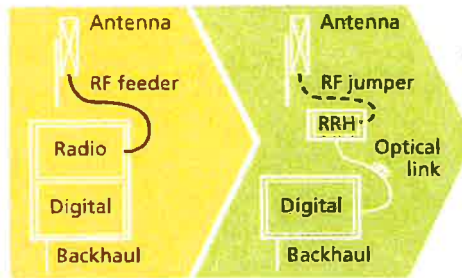 Antenna
RF feeder
Radio
Digital
Backhaul
Antenna
RF jumper
RRH
Optical
link
Digital
Backhaul